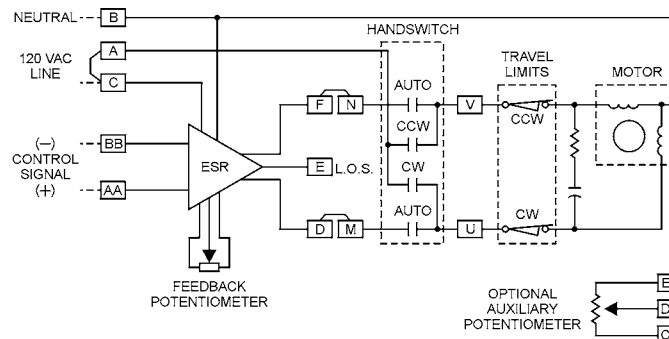 NEUTRAL
B
HANDSWITCH
A
120 VAC
LINE
C
TRAVEL
LIMITS
MOTOR
AUTO
F
N
V
CCW
CCW
(—)
CONTROL
SIGNAL
(+)
BB
AA
ESR
E
L.O.S.
CW
AUTO
D
M
U
CW
FEEDBACK
POTENTIOMETER
OPTIONAL
AUXILIARY
POTENTIOMETER
E
D
C